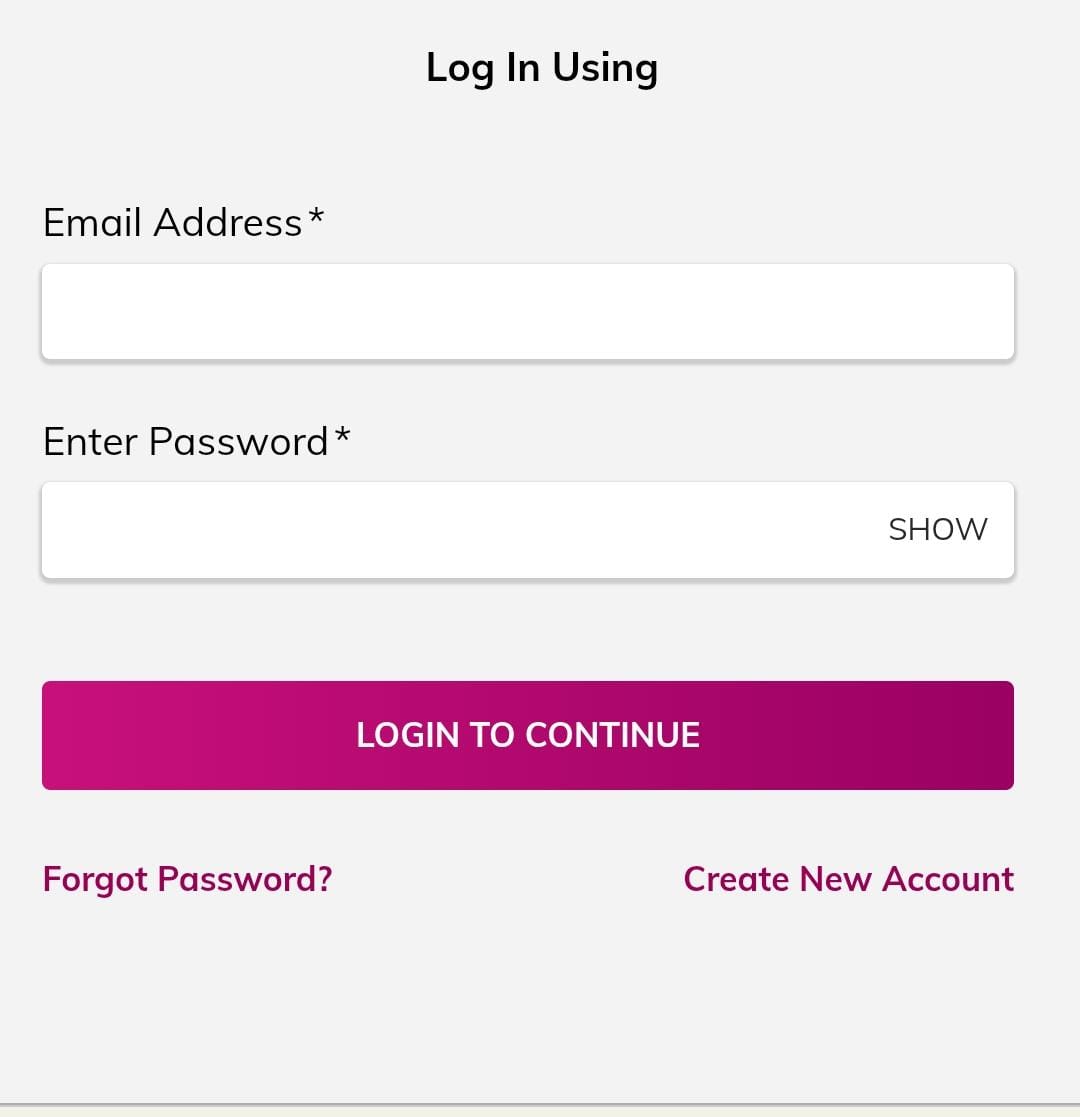 Log In Using
Email Address*
Enter Password*
SHOW
LOGIN TO CONTINUE
Forgot Password?
Create New Account